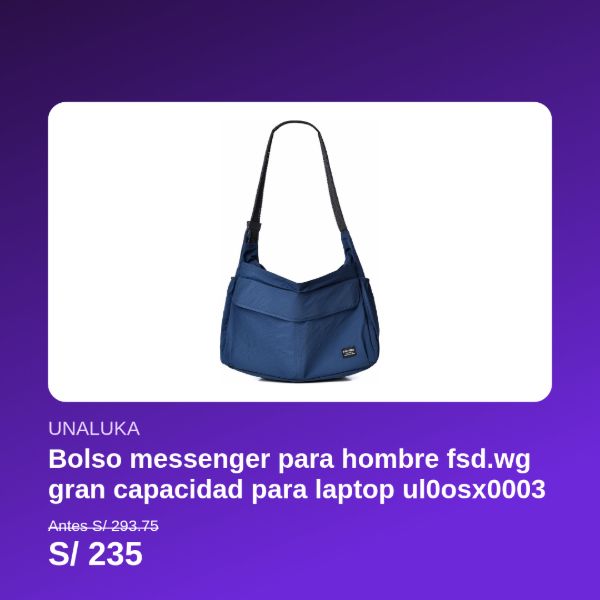 UNALUKA
Bolso messenger para hombre fsd.wg
gran capacidad para laptop ul0osx0003
Antes S/ 293.75
S/ 235